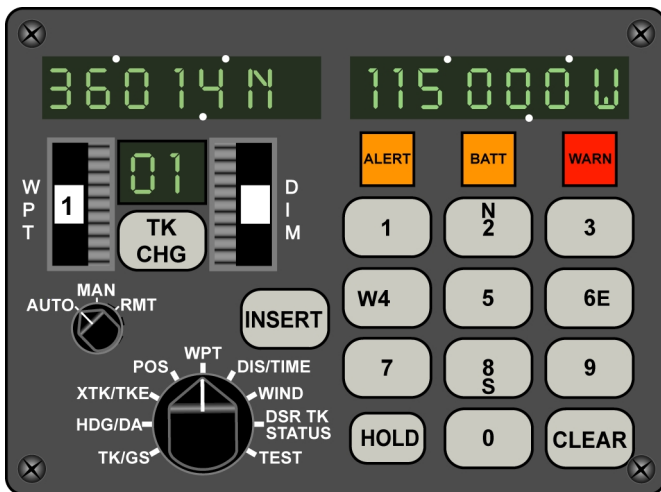 36014N
115000W
ALERT
BATT
WARN
WPT
1
01
DIM
TK
CHG
1
N
2
3
AUTO
MAN
RMT
INSERT
W4
5
6E
POS
WPT
DIS/TIME
XTK/TKE
WIND
HDG/DA
DSR TK
STATUS
TK/GS
TEST
7
8
S
9
HOLD
0
CLEAR